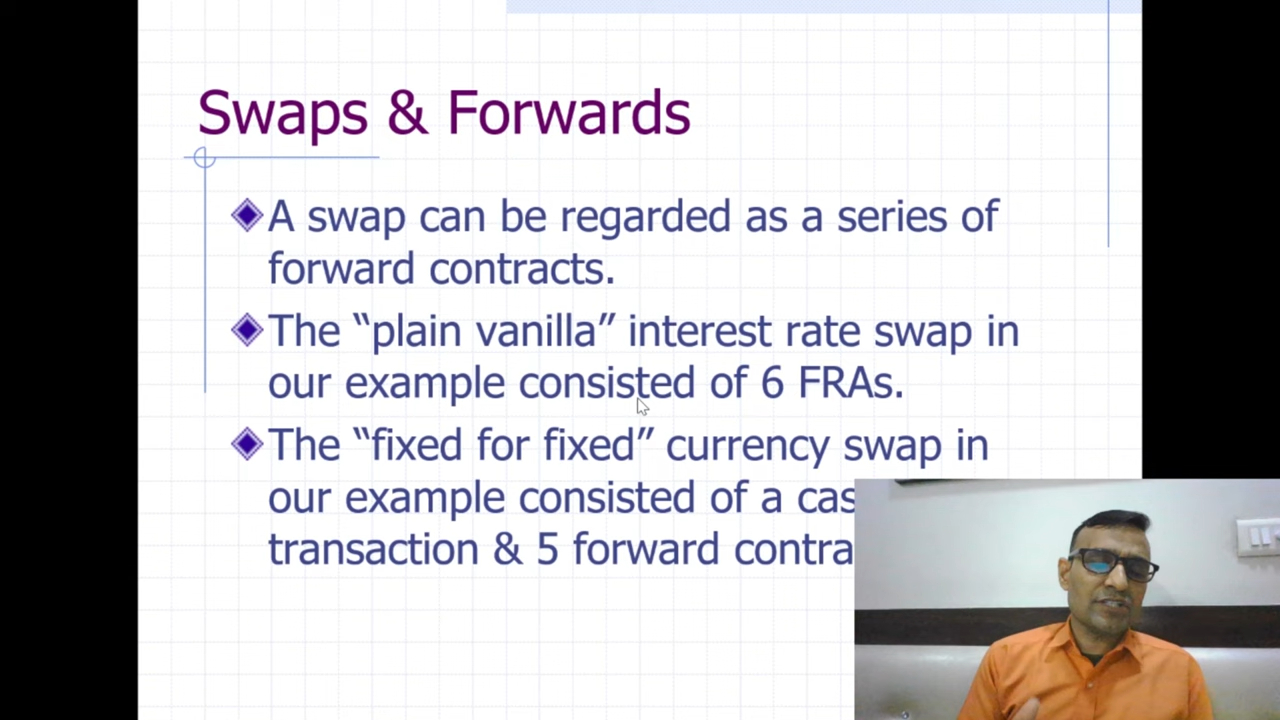 Swaps & Forwards
A swap can be regarded as a series of
forward contracts.
The “plain vanilla” interest rate swap in
our example consisted of 6 FRAs.
The “fixed for fixed” currency swap in
our example consisted of a
transaction & 5 forward